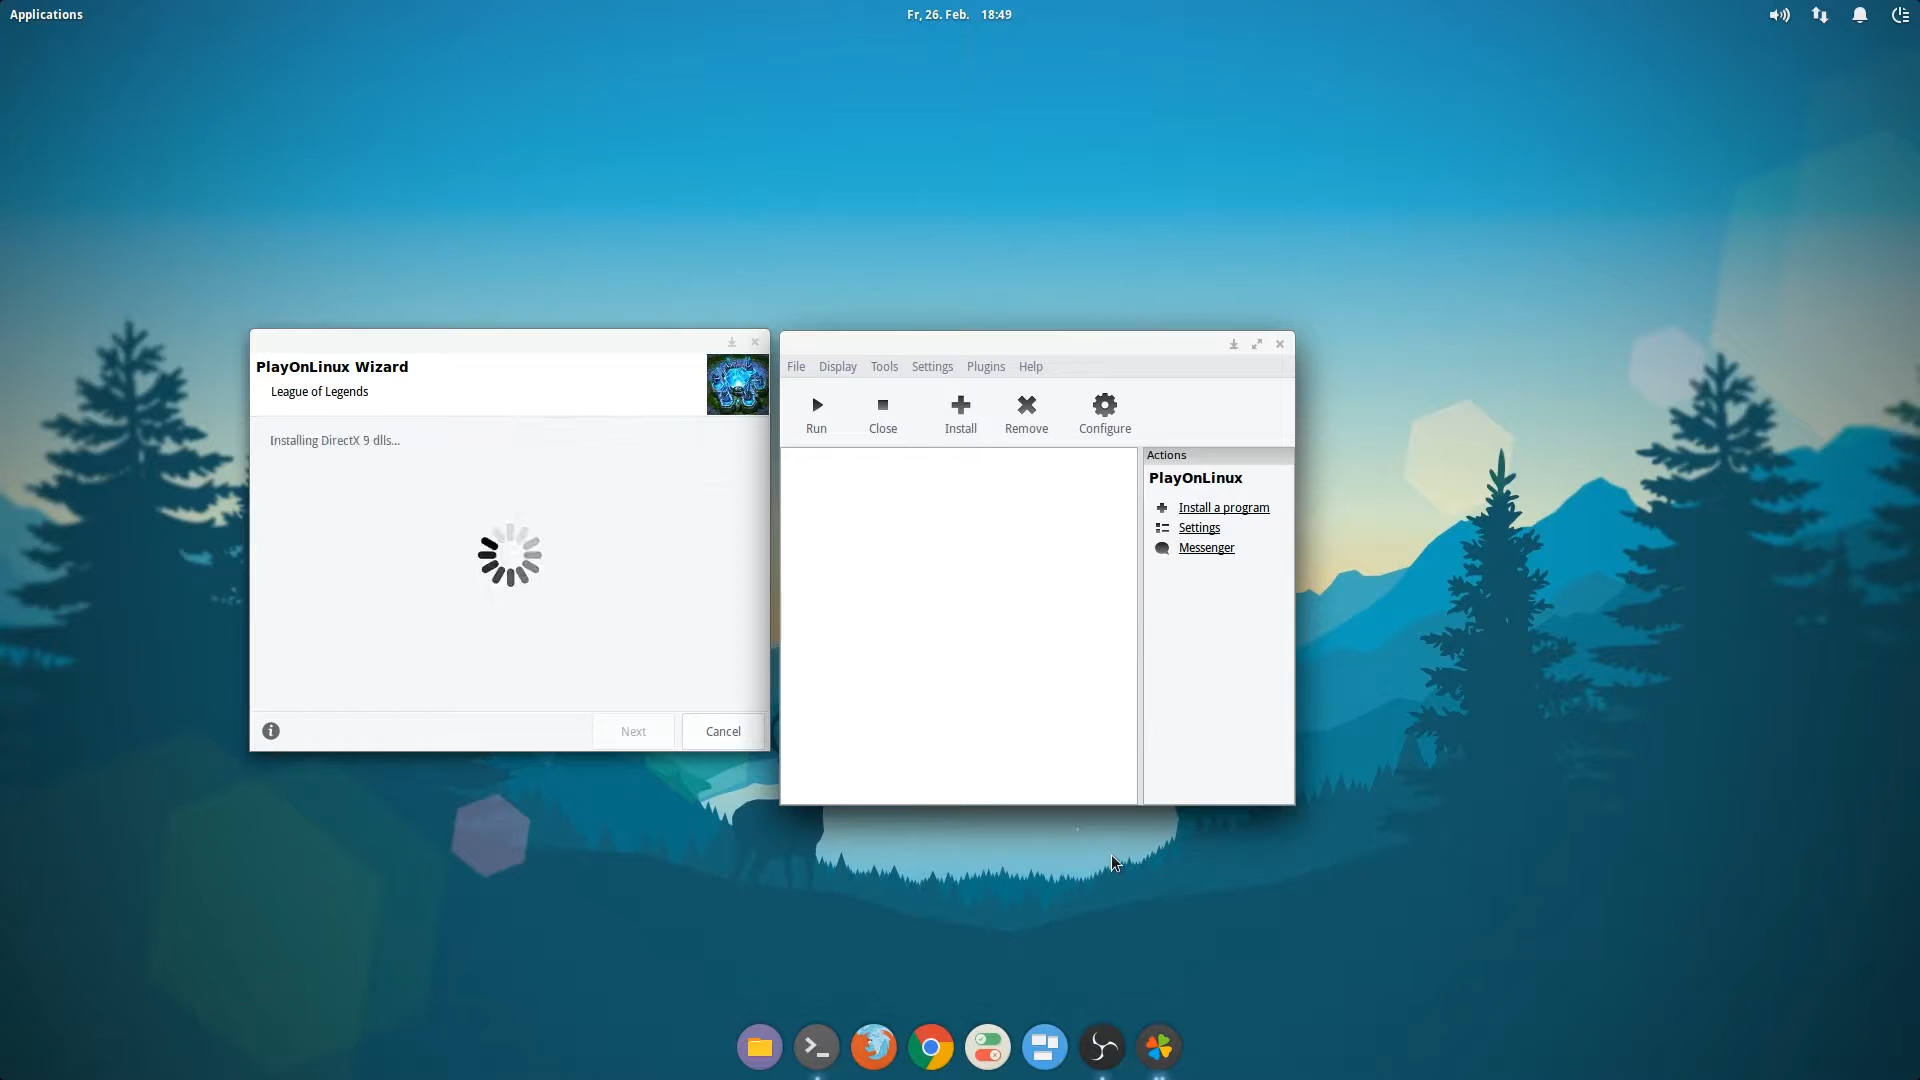 Applications
Fr, 26. Feb. 18:49
PlayOnLinux Wizard
League of Legends
Installing DirectX 9 dlls...
Next
Cancel
File Display Tools Settings Plugins Help
Run Close Install Remove Configure
Actions
PlayOnLinux
Install a program
Settings
Messenger